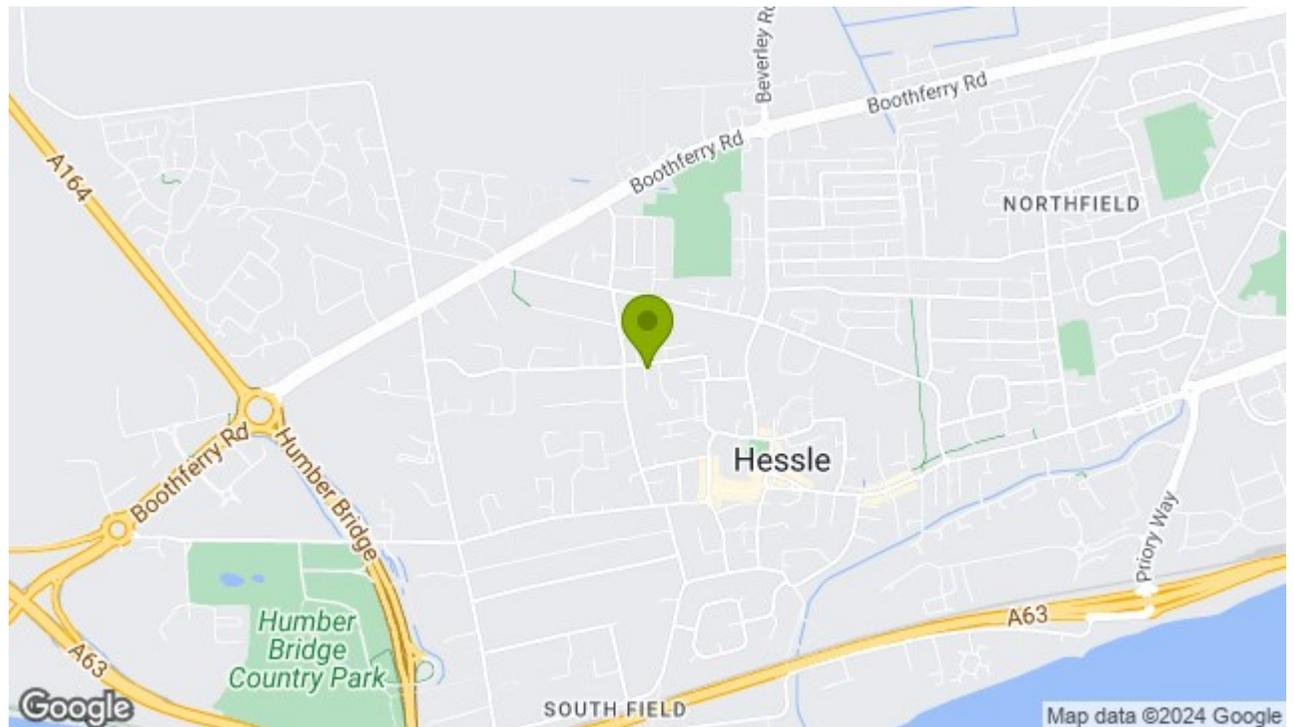 Beverley Rd
Boothferry Rd
Boothferry Rd
A164
NORTHFIELD
Hessle
Boothferry Rd
Humber Bridge
Priory Way
A63
Humber
Bridge
Country Park
A63
SOUTH FIELD
Google
Map data ©2024 Google